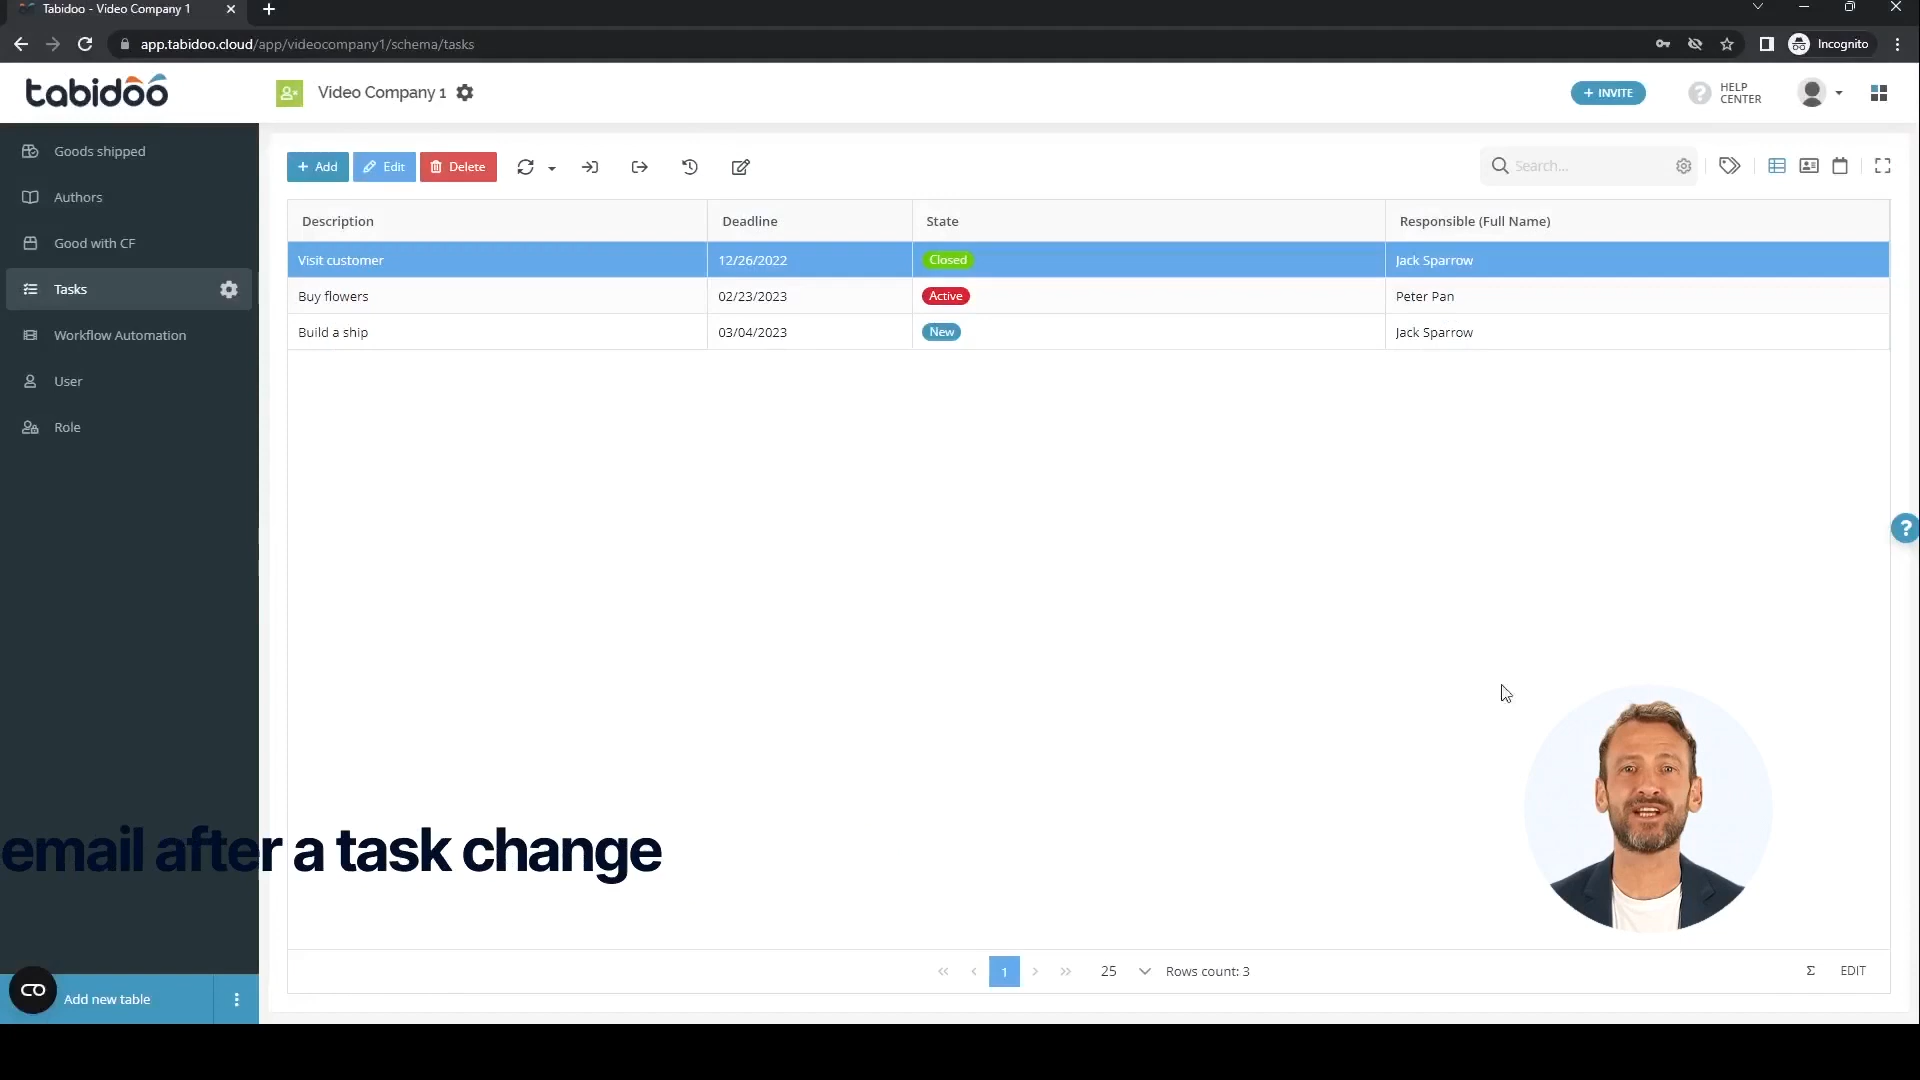 Tabidoo - Video Company 1
app.tabidoo.cloud/app/videocompany1/schema/tasks
Incognito
tabidoo
Video Company 1
+ INVITE
? HELP
CENTER
Goods shipped
Authors
Good with CF
Tasks
Workflow Automation
User
Role
+ Add
Edit
Delete
Search...
Description Deadline State Responsible (Full Name)
Visit customer 12/26/2022 Closed Jack Sparrow
Buy flowers 02/23/2023 Active Peter Pan
Build a ship 03/04/2023 New Jack Sparrow
?
email after a task change
« ‹ 1 › » 25 Rows count: 3
Σ EDIT
Add new table